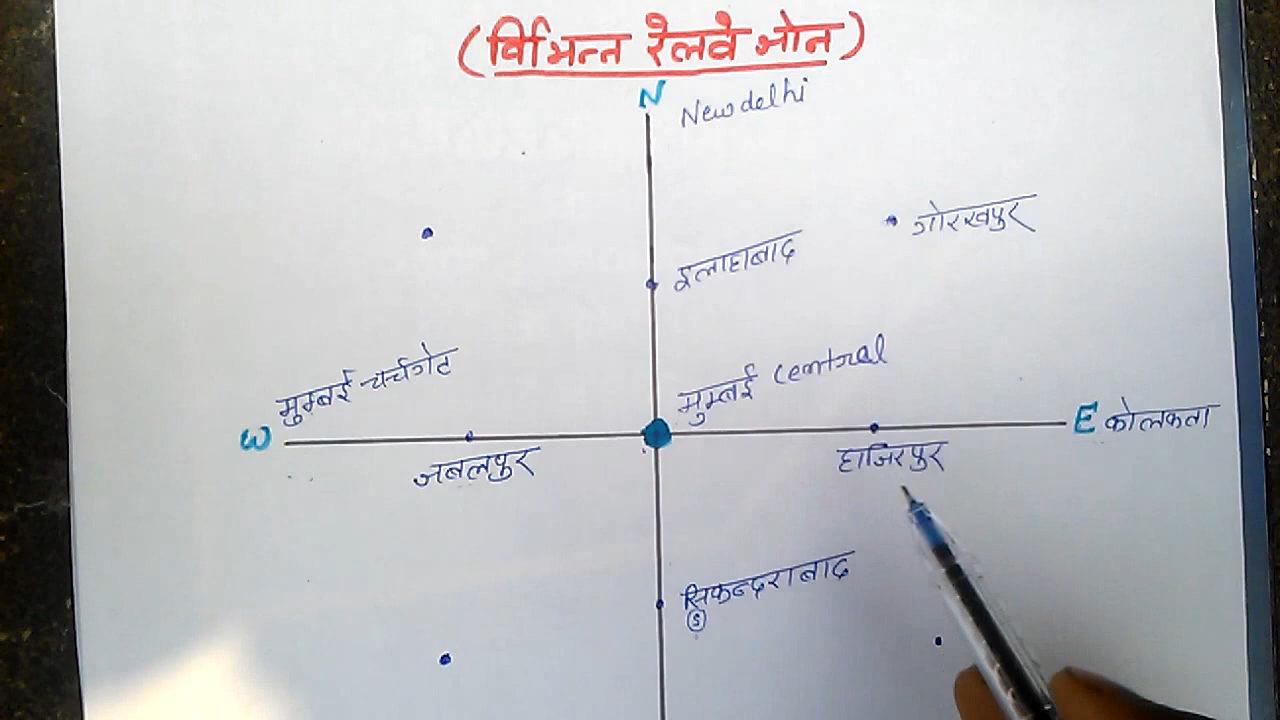 (विभिन्न रेलवे जोन)
N New delhi
गोरखपुर
इलाहाबाद
मुम्बई चर्चगेट
मुम्बई Central
W
E कोलकता
जबलपुर
हाजिरपुर
सिकन्दराबाद
S